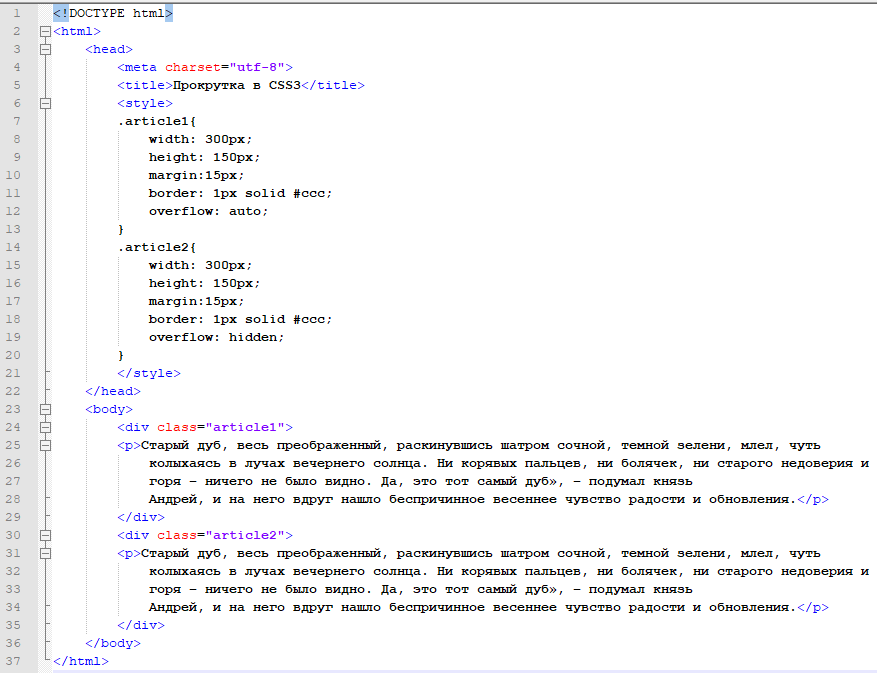 1 <!DOCTYPE html>
2 <html>
3     <head>
4         <meta charset="utf-8">
5         <title>Прокрутка в CSS3</title>
6         <style>
7         .article1{
8             width: 300px;
9             height: 150px;
10             margin:15px;
11             border: 1px solid #ccc;
12             overflow: auto;
13         }
14         .article2{
15             width: 300px;
16             height: 150px;
17             margin:15px;
18             border: 1px solid #ccc;
19             overflow: hidden;
20         }
21         </style>
22     </head>
23     <body>
24         <div class="article1">
25         <p>Старый дуб, весь преображенный, раскинувшись шатром сочной, темной зелени, млел, чуть
26             колыхаясь в лучах вечернего солнца. Ни корявых пальцев, ни болячек, ни старого недоверия и
27             горя – ничего не было видно. Да, это тот самый дуб», – подумал князь
28             Андрей, и на него вдруг нашло беспричинное весеннее чувство радости и обновления.</p>
29         </div>
30         <div class="article2">
31         <p>Старый дуб, весь преображенный, раскинувшись шатром сочной, темной зелени, млел, чуть
32             колыхаясь в лучах вечернего солнца. Ни корявых пальцев, ни болячек, ни старого недоверия и
33             горя – ничего не было видно. Да, это тот самый дуб», – подумал князь
34             Андрей, и на него вдруг нашло беспричинное весеннее чувство радости и обновления.</p>
35         </div>
36     </body>
37 </html>